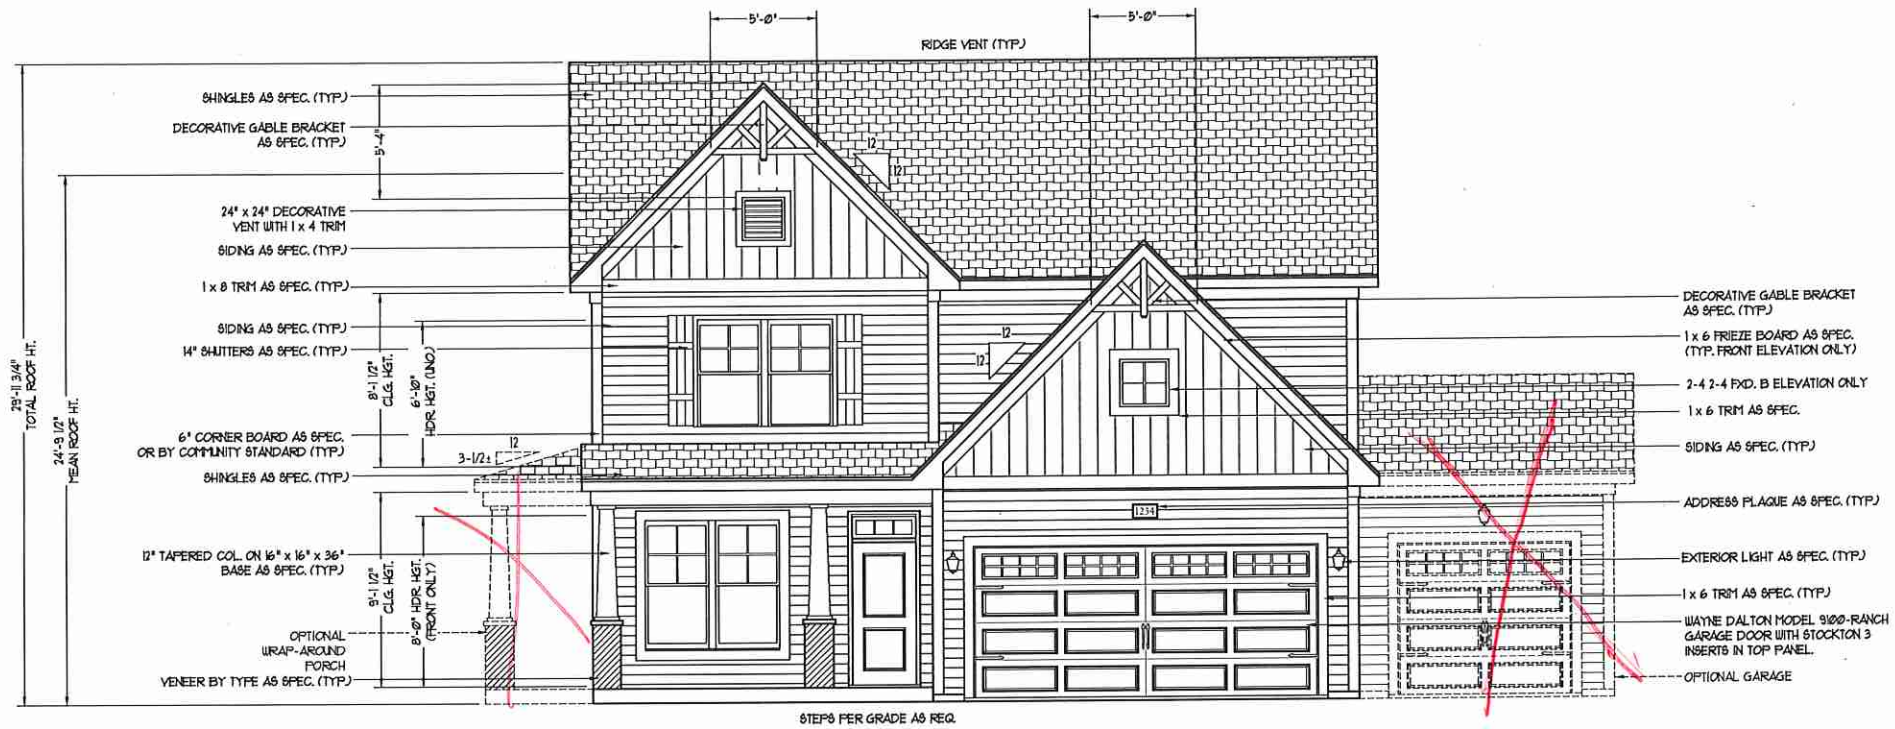 5'-0"
5'-0"
RIDGE VENT (TYP.)
SHINGLES AS SPEC. (TYP.)
DECORATIVE GABLE BRACKET
AS SPEC. (TYP.)
5'-4"
12
12
24" x 24" DECORATIVE
VENT WITH 1 x 4 TRIM
SIDING AS SPEC. (TYP.)
1 x 8 TRIM AS SPEC. (TYP.)
SIDING AS SPEC. (TYP.)
14" SHUTTERS AS SPEC. (TYP.)
29'-11 3/4"
TOTAL ROOF HT.
24'-9 1/2"
MEAN ROOF HT.
8'-1 1/2"
CLG. HGT.
6'-10"
HDR. HGT. (UNO.)
12
12
6" CORNER BOARD AS SPEC.
OR BY COMMUNITY STANDARD (TYP.)
12
3-1/2±
SHINGLES AS SPEC. (TYP.)
12" TAPERED COL. ON 16" x 16" x 36"
BASE AS SPEC. (TYP.)
9'-1 1/2"
CLG. HGT.
8'-0" HDR. HGT.
(FRONT ONLY)
OPTIONAL
WRAP-AROUND
PORCH
VENEER BY TYPE AS SPEC. (TYP.)
1234
STEPS PER GRADE AS REQ.
DECORATIVE GABLE BRACKET
AS SPEC. (TYP.)
1 x 6 FRIEZE BOARD AS SPEC.
(TYP. FRONT ELEVATION ONLY)
2-4 2-4 FXD. B ELEVATION ONLY
1 x 6 TRIM AS SPEC.
SIDING AS SPEC. (TYP.)
ADDRESS PLAQUE AS SPEC. (TYP.)
EXTERIOR LIGHT AS SPEC. (TYP.)
1 x 6 TRIM AS SPEC. (TYP.)
WAYNE DALTON MODEL 9100-RANCH
GARAGE DOOR WITH STOCKTON 3
INSERTS IN TOP PANEL.
OPTIONAL GARAGE